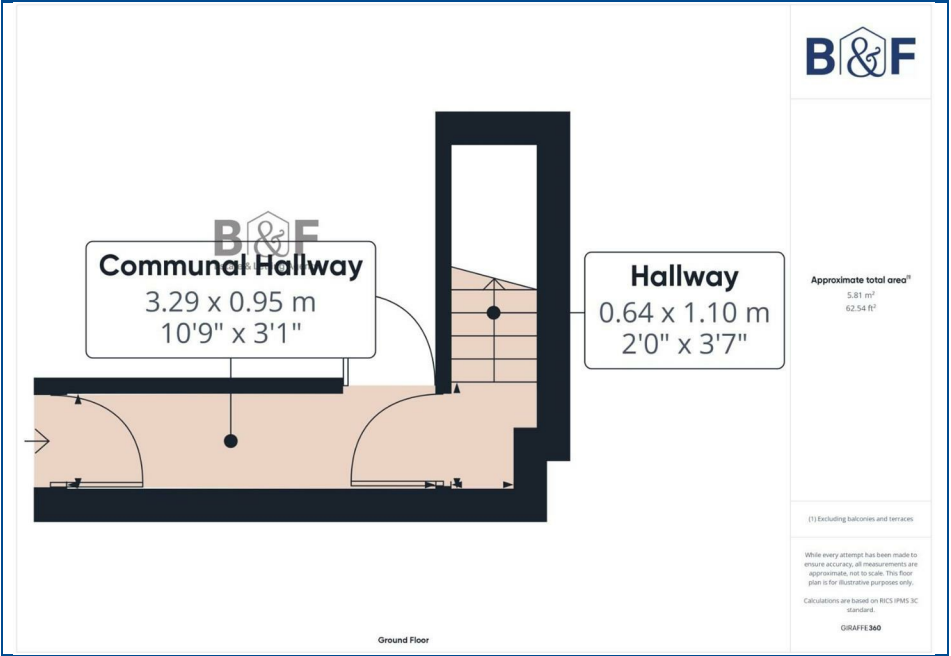 B&F
B&F
Communal Hallway
3.29 x 0.95 m
10'9" x 3'1"
Hallway
0.64 x 1.10 m
2'0" x 3'7"
Approximate total area⁽¹⁾
5.81 m²
62.54 ft²
(1) Excluding balconies and terraces
While every attempt has been made to
ensure accuracy, all measurements are
approximate, not to scale. This floor
plan is for illustrative purposes only.
Calculations are based on RICS IPMS 3C
standard.
GIRAFFE360
Ground Floor